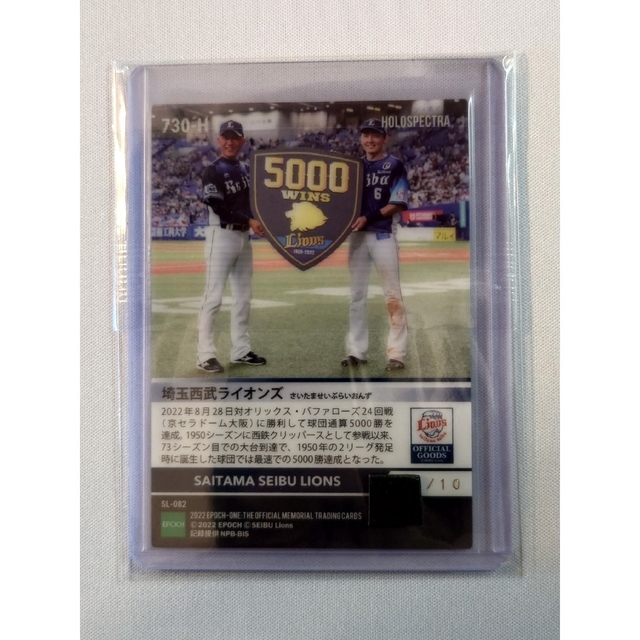 730-H
HOLOSPECTRA
5000
WINS
Lions
1950-2022
6
マルイ
埼玉西武ライオンズ さいたませいぶらいおんず
2022年8月28日対オリックス・バファローズ24回戦
(京セラドーム大阪)に勝利して球団通算5000勝を
達成。1950シーズンに西鉄クリッパースとして参戦以来、
73シーズン目での大台到達で、1950年の2リーグ発足
時に誕生した球団では最速での5000勝達成となった。
Lions
OFFICIAL
GOODS
SAITAMA SEIBU LIONS
/10
SL-082
EPOCH
2022 EPOCH-ONE THE OFFICIAL MEMORIAL TRADING CARDS
© 2022 EPOCH © SEIBU Lions
記録提供 NPB-BIS